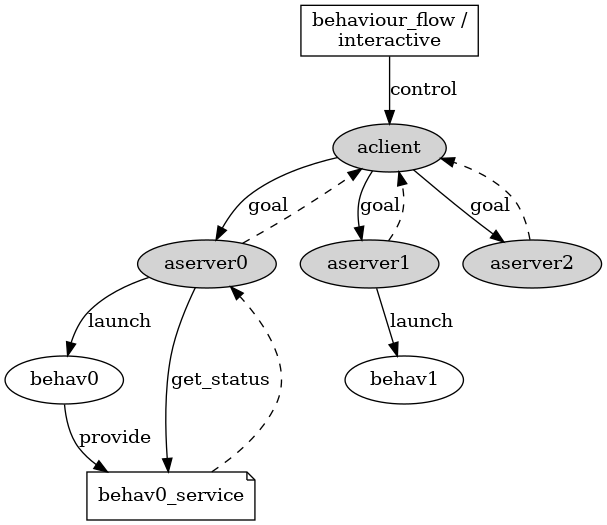 behaviour_flow /
interactive
control
aclient
goal
goal
goal
aserver0
aserver1
aserver2
launch
launch
behav0
get_status
behav1
provide
behav0_service